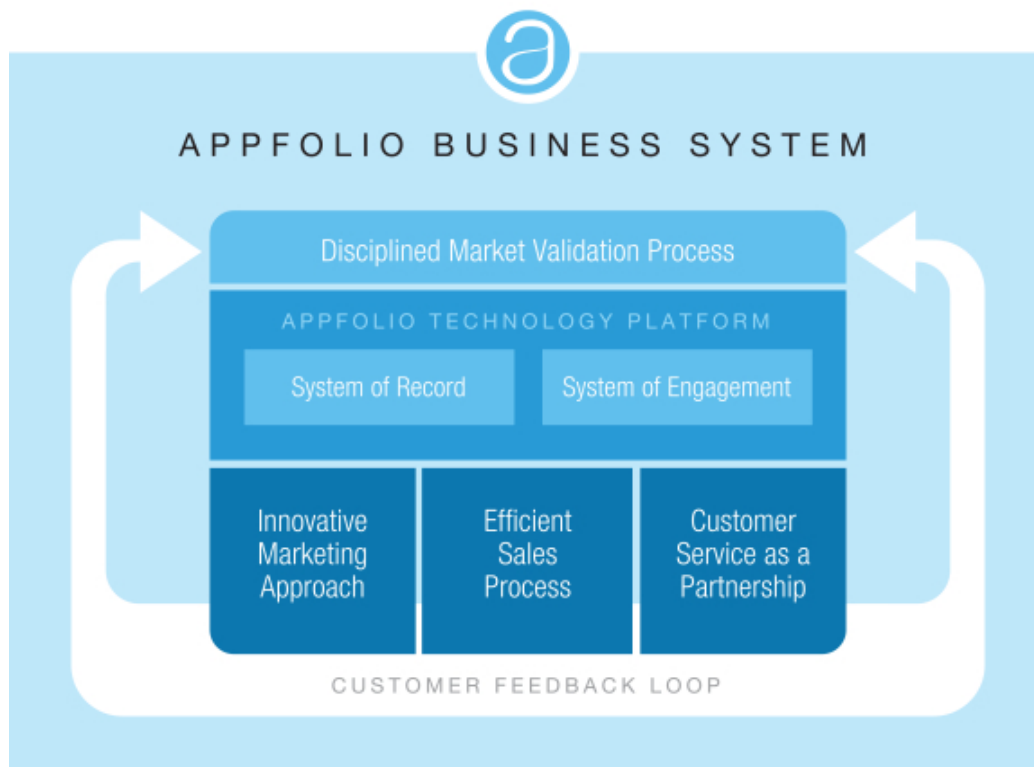 a
APPFOLIO BUSINESS SYSTEM
Disciplined Market Validation Process
APPFOLIO TECHNOLOGY PLATFORM
System of Record
System of Engagement
Innovative
Marketing
Approach
Efficient
Sales
Process
Customer
Service as a
Partnership
CUSTOMER FEEDBACK LOOP